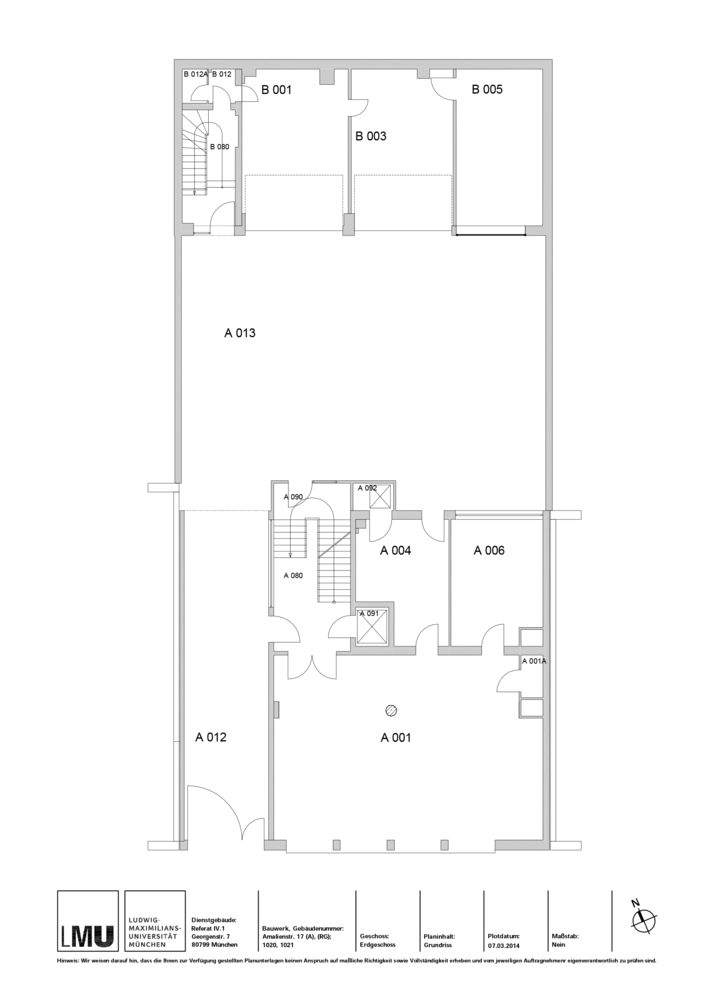 B 012A B 012
B 001
B 005
B 003
B 080
A 013
A 092
A 090
A 004
A 006
A 080
A 091
A 001A
A 012
A 001
N
LMU
LUDWIG-
MAXIMILIANS-
UNIVERSITÄT
MÜNCHEN
Dienstgebäude:
Referat IV.1
Georgenstr. 7
80799 München
Bauwerk, Gebäudenummer:
Amalienstr. 17 (A), (RG);
1020, 1021
Geschoss:
Erdgeschoss
Planinhalt:
Grundriss
Plotdatum:
07.03.2014
Maßstab:
Nein
Hinweis: Wir weisen darauf hin, dass die Ihnen zur Verfügung gestellten Planunterlagen keinen Anspruch auf maßliche Richtigkeit sowie Vollständigkeit erheben und vom jeweiligen Auftragnehmenr eigenverantwortlich zu prüfen sind.